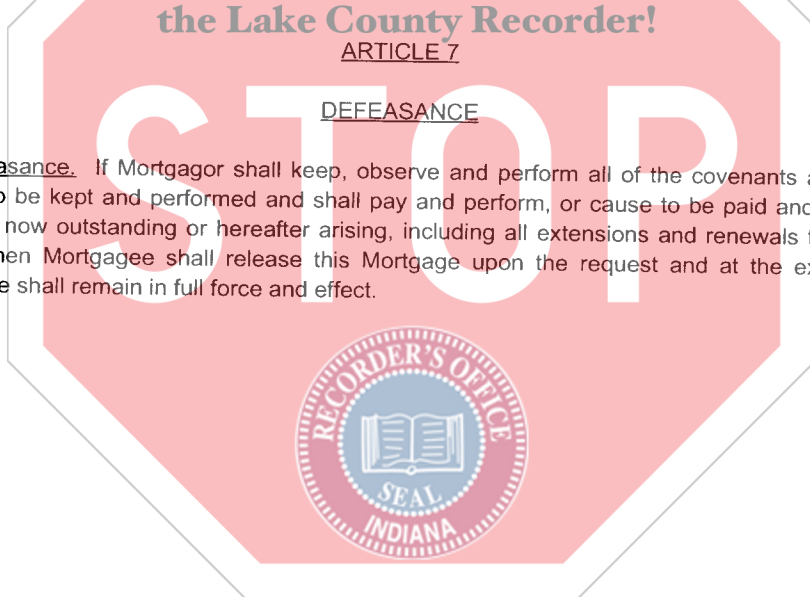 the Lake County Recorder!
ARTICLE 7
DEFEASANCE
STOP
If Mortgagor shall keep, observe and perform all of the covenants
be kept and performed and shall pay and perform, or cause to be paid and
now outstanding or hereafter arising, including all extensions and renewals
Mortgagee shall release this Mortgage upon the request and at the
shall remain in full force and effect.
RECORDER'S OFFICE
SEAL
INDIANA